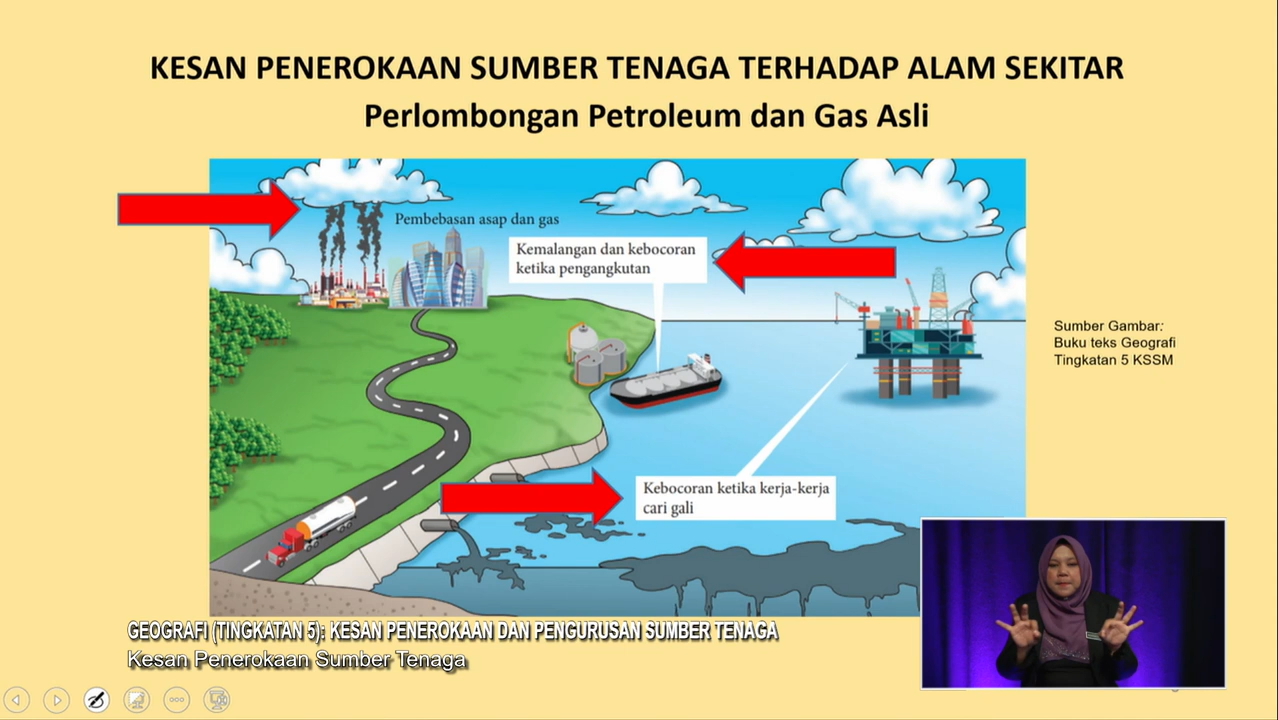 KESAN PENEROKAAN SUMBER TENAGA TERHADAP ALAM SEKITAR
Perlombongan Petroleum dan Gas Asli
Pembebasan asap dan gas
Kemalangan dan kebocoran
ketika pengangkutan
Sumber Gambar:
Buku teks Geografi
Tingkatan 5 KSSM
Kebocoran ketika kerja-kerja
cari gali
GEOGRAFI (TINGKATAN 5): KESAN PENEROKAAN DAN PENGURUSAN SUMBER TENAGA
Kesan Penerokaan Sumber Tenaga